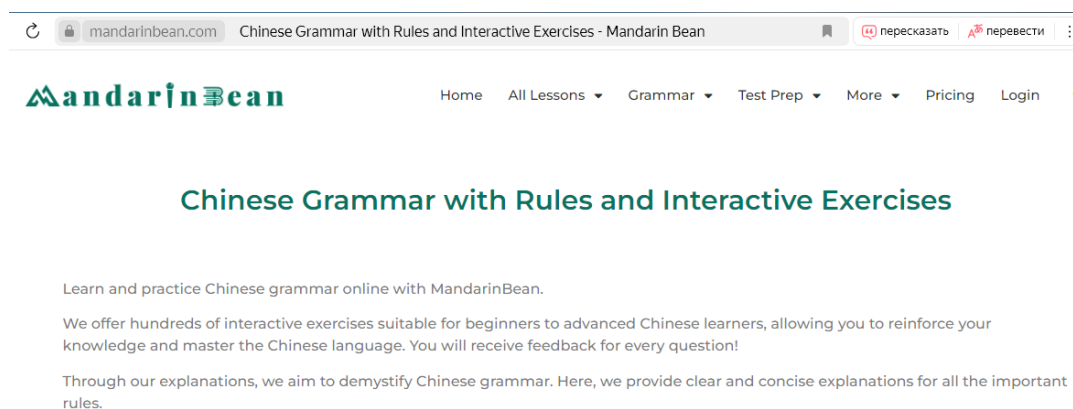 mandarinbean.com Chinese Grammar with Rules and Interactive Exercises - Mandarin Bean пересказать перевести
MandarinBean Home All Lessons Grammar Test Prep More Pricing Login
Chinese Grammar with Rules and Interactive Exercises
Learn and practice Chinese grammar online with MandarinBean.
We offer hundreds of interactive exercises suitable for beginners to advanced Chinese learners, allowing you to reinforce your
knowledge and master the Chinese language. You will receive feedback for every question!
Through our explanations, we aim to demystify Chinese grammar. Here, we provide clear and concise explanations for all the important
rules.